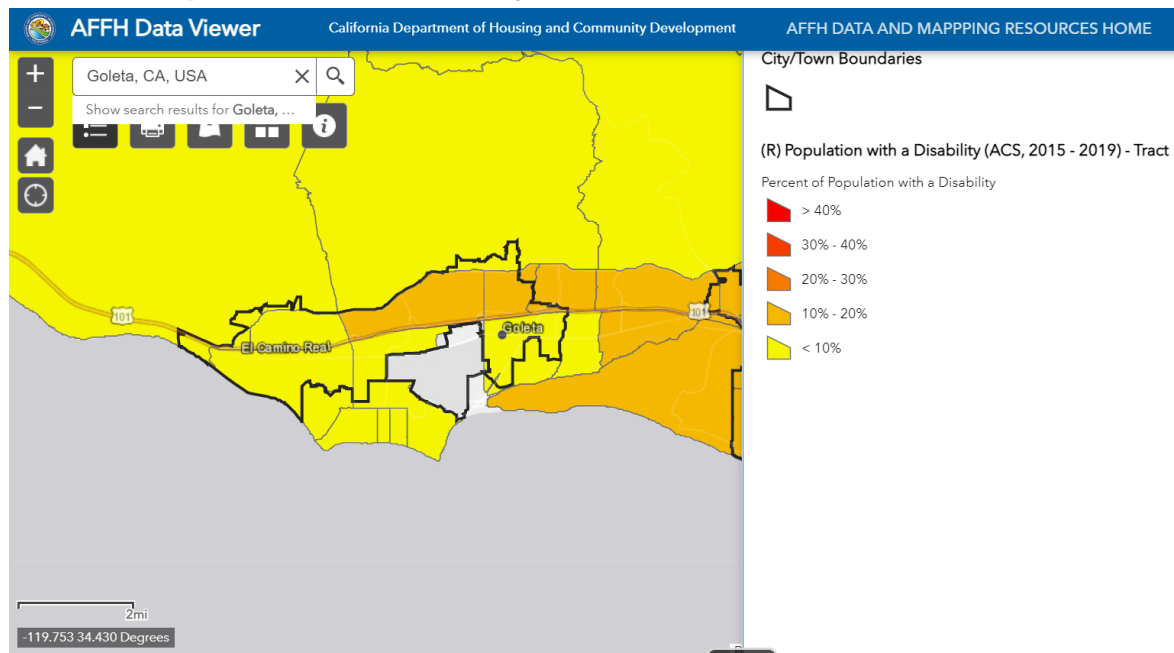 AFFH Data Viewer
California Department of Housing and Community Development
AFFH DATA AND MAPPPING RESOURCES HOME
+
−
Goleta, CA, USA
Show search results for Goleta, ...
City/Town Boundaries
(R) Population with a Disability (ACS, 2015 - 2019) - Tract
Percent of Population with a Disability
> 40%
30% - 40%
20% - 30%
10% - 20%
< 10%
101
El Camino Real
Goleta
101
2mi
-119.753 34.430 Degrees